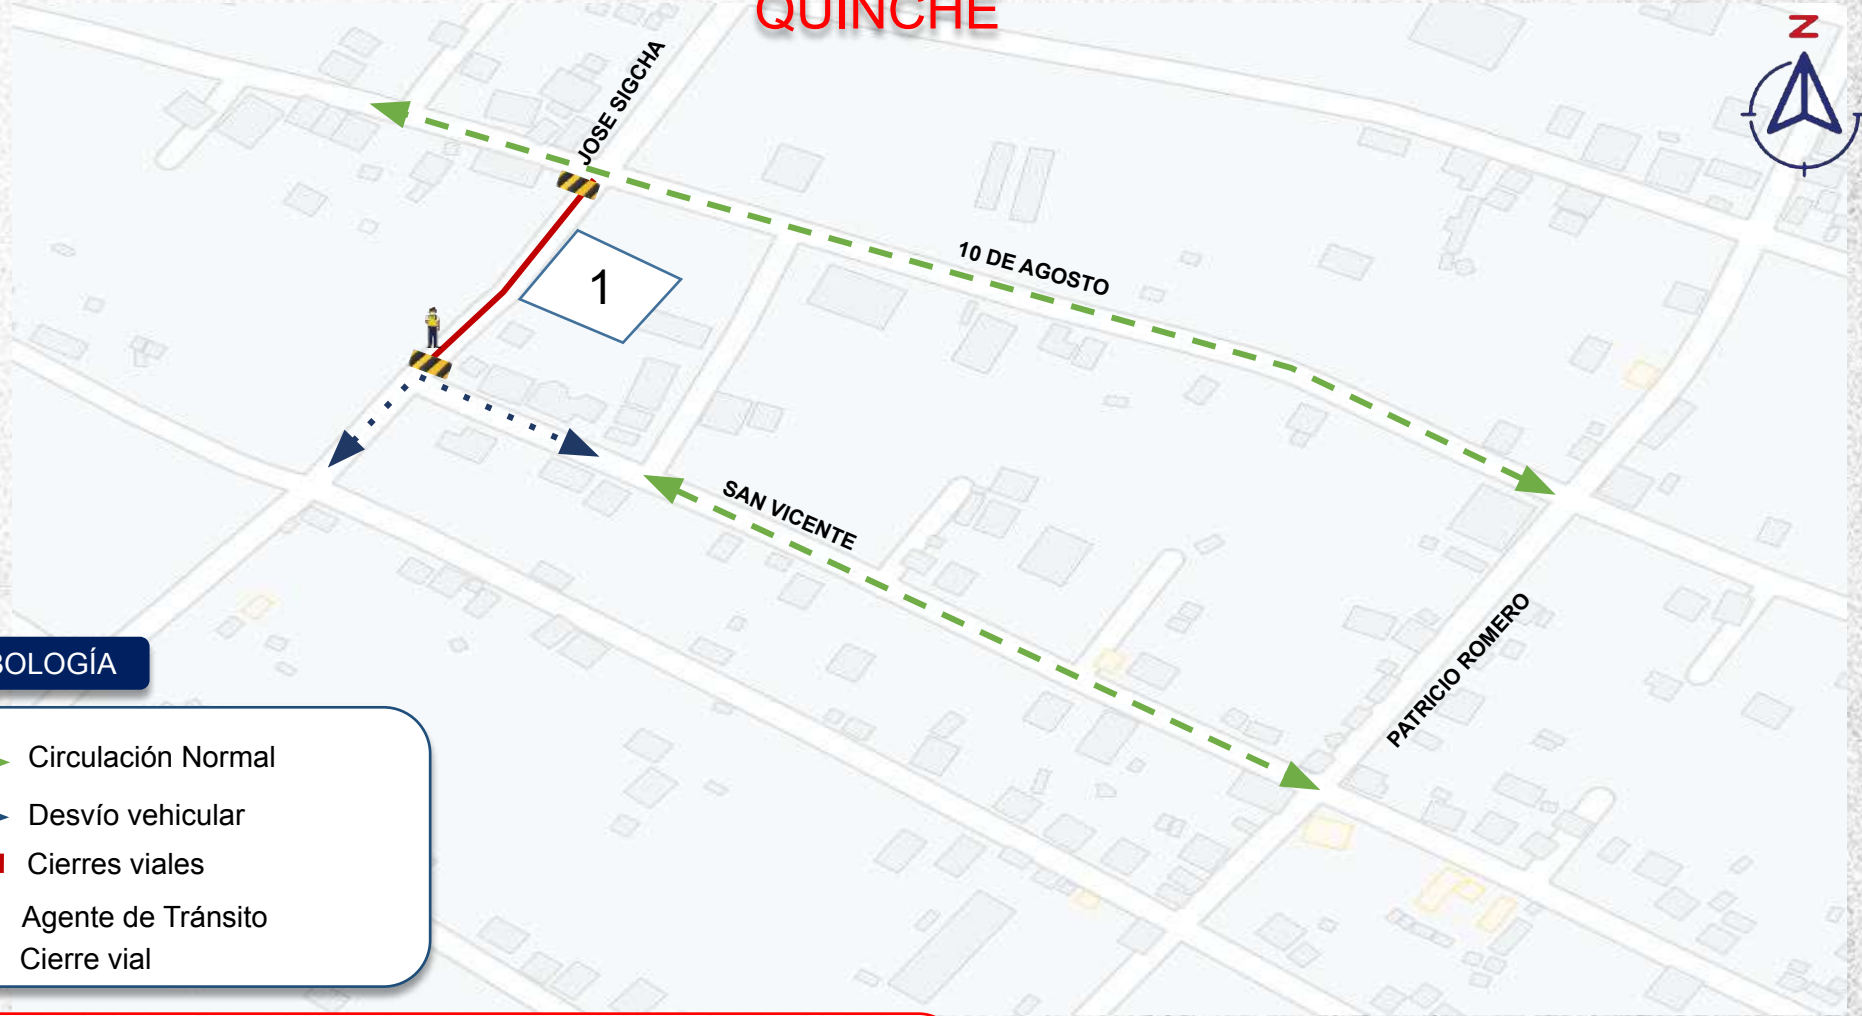 QUINCHE
N
JOSE SIGCHA
10 DE AGOSTO
1
SAN VICENTE
PATRICIO ROMERO
BOLOGÍA
Circulación Normal
Desvío vehicular
Cierres viales
Agente de Tránsito
Cierre vial